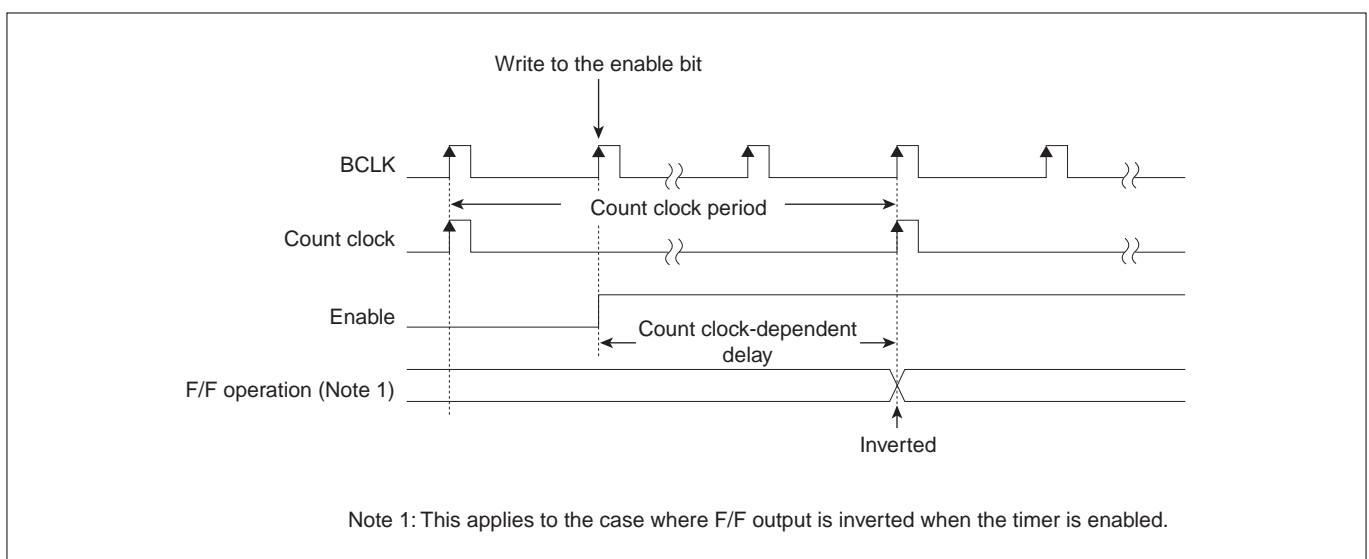 Write to the enable bit
BCLK
Count clock period
Count clock
Enable
Count clock-dependent
delay
F/F operation (Note 1)
Inverted
Note 1: This applies to the case where F/F output is inverted when the timer is enabled.